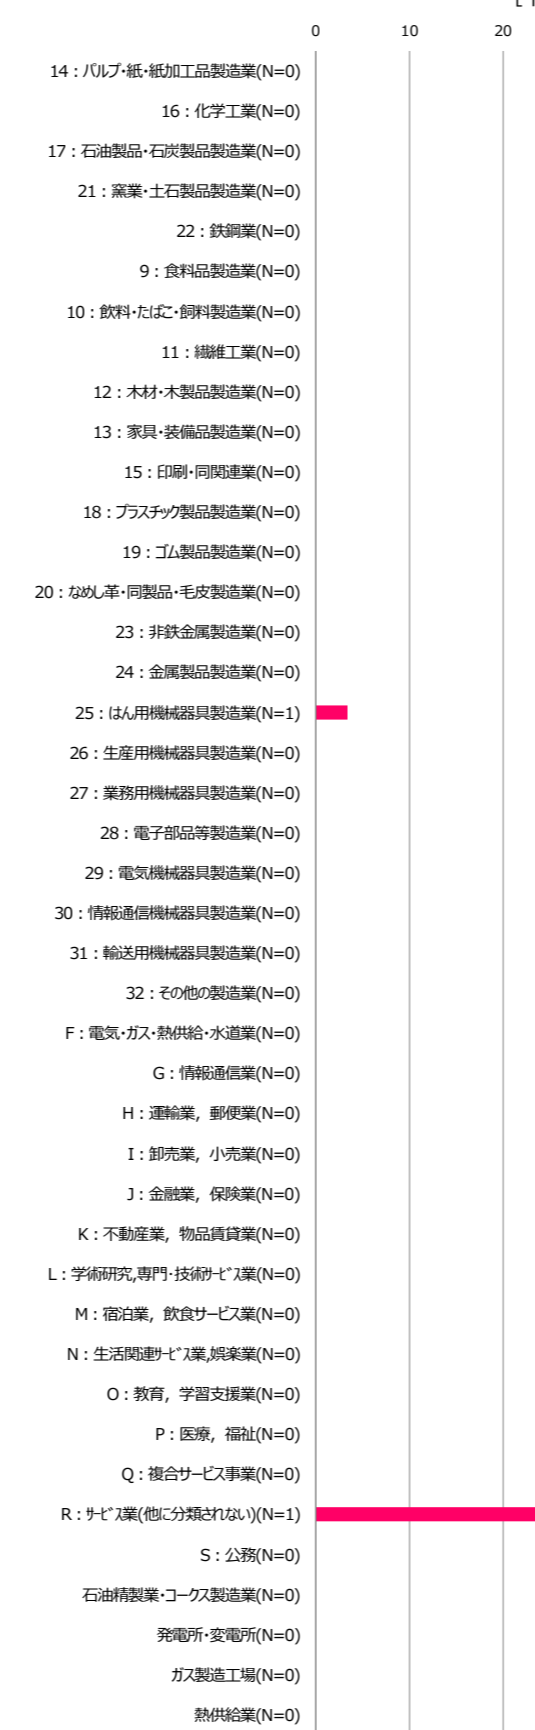 0 10 20
14：パルプ・紙・紙加工品製造業(N=0)
16：化学工業(N=0)
17：石油製品・石炭製品製造業(N=0)
21：窯業・土石製品製造業(N=0)
22：鉄鋼業(N=0)
9：食料品製造業(N=0)
10：飲料・たばこ・飼料製造業(N=0)
11：繊維工業(N=0)
12：木材・木製品製造業(N=0)
13：家具・装備品製造業(N=0)
15：印刷・同関連業(N=0)
18：プラスチック製品製造業(N=0)
19：ゴム製品製造業(N=0)
20：なめし革・同製品・毛皮製造業(N=0)
23：非鉄金属製造業(N=0)
24：金属製品製造業(N=0)
25：はん用機械器具製造業(N=1)
26：生産用機械器具製造業(N=0)
27：業務用機械器具製造業(N=0)
28：電子部品等製造業(N=0)
29：電気機械器具製造業(N=0)
30：情報通信機械器具製造業(N=0)
31：輸送用機械器具製造業(N=0)
32：その他の製造業(N=0)
F：電気・ガス・熱供給・水道業(N=0)
G：情報通信業(N=0)
H：運輸業，郵便業(N=0)
I：卸売業，小売業(N=0)
J：金融業，保険業(N=0)
K：不動産業，物品賃貸業(N=0)
L：学術研究,専門・技術ｻｰﾋﾞｽ業(N=0)
M：宿泊業，飲食サービス業(N=0)
N：生活関連ｻｰﾋﾞｽ業,娯楽業(N=0)
O：教育，学習支援業(N=0)
P：医療，福祉(N=0)
Q：複合サービス事業(N=0)
R：ｻｰﾋﾞｽ業(他に分類されない)(N=1)
S：公務(N=0)
石油精製業・コークス製造業(N=0)
発電所・変電所(N=0)
ガス製造工場(N=0)
熱供給業(N=0)